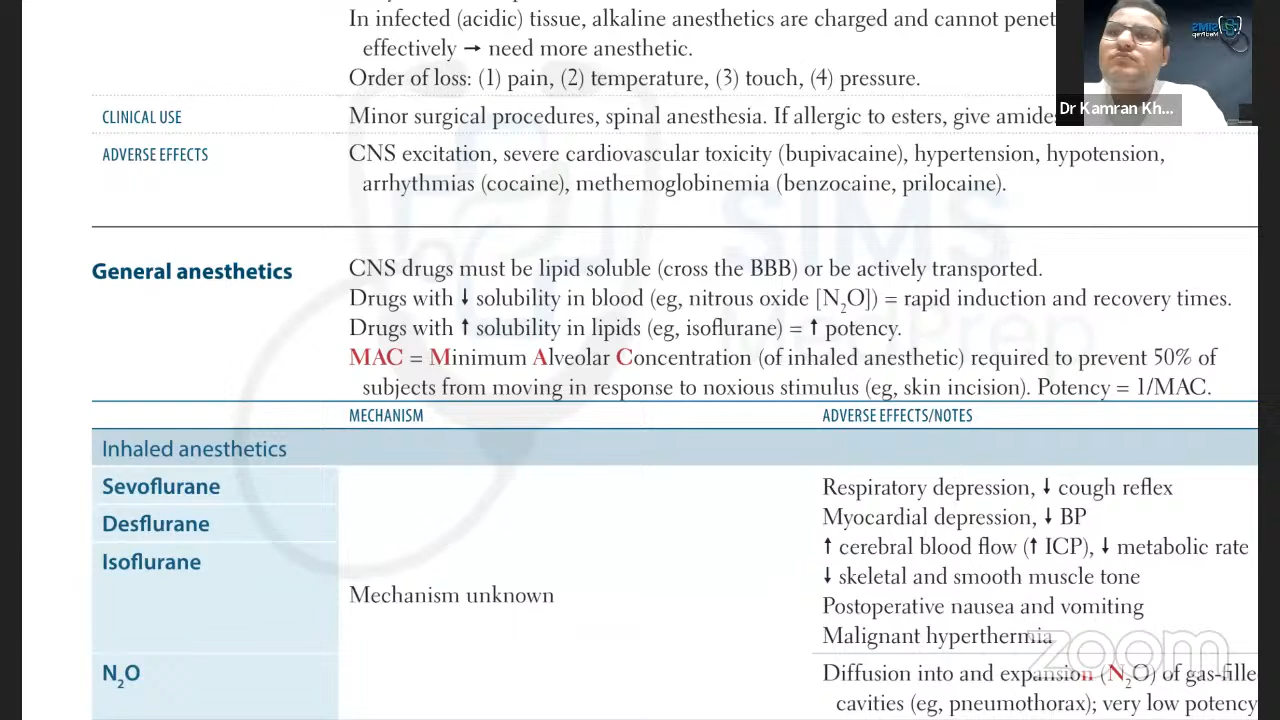 In infected (acidic) tissue, alkaline anesthetics are charged and cannot
effectively → need more anesthetic.
Order of loss: (1) pain, (2) temperature, (3) touch, (4) pressure.
CLINICAL USE
Minor surgical procedures, spinal anesthesia. If allergic to esters, give amides
Dr Kamran Kh...
ADVERSE EFFECTS
CNS excitation, severe cardiovascular toxicity (bupivacaine), hypertension, hypotension,
arrhythmias (cocaine), methemoglobinemia (benzocaine, prilocaine).
SIMS
MedPrep
General anesthetics
CNS drugs must be lipid soluble (cross the BBB) or be actively transported.
Drugs with ↓ solubility in blood (eg, nitrous oxide [N₂O]) = rapid induction and recovery times.
Drugs with ↑ solubility in lipids (eg, isoflurane) = ↑ potency.
MAC = Minimum Alveolar Concentration (of inhaled anesthetic) required to prevent 50% of
subjects from moving in response to noxious stimulus (eg, skin incision). Potency = 1/MAC.
MECHANISM
ADVERSE EFFECTS/NOTES
Inhaled anesthetics
Sevoflurane
Desflurane
Isoflurane
N₂O
Mechanism unknown
Respiratory depression, ↓ cough reflex
Myocardial depression, ↓ BP
↑ cerebral blood flow (↑ ICP), ↓ metabolic rate
↓ skeletal and smooth muscle tone
Postoperative nausea and vomiting
Malignant hyperthermia
Diffusion into and expansion (N₂O) of gas-fille
cavities (eg, pneumothorax); very low potency
zoom